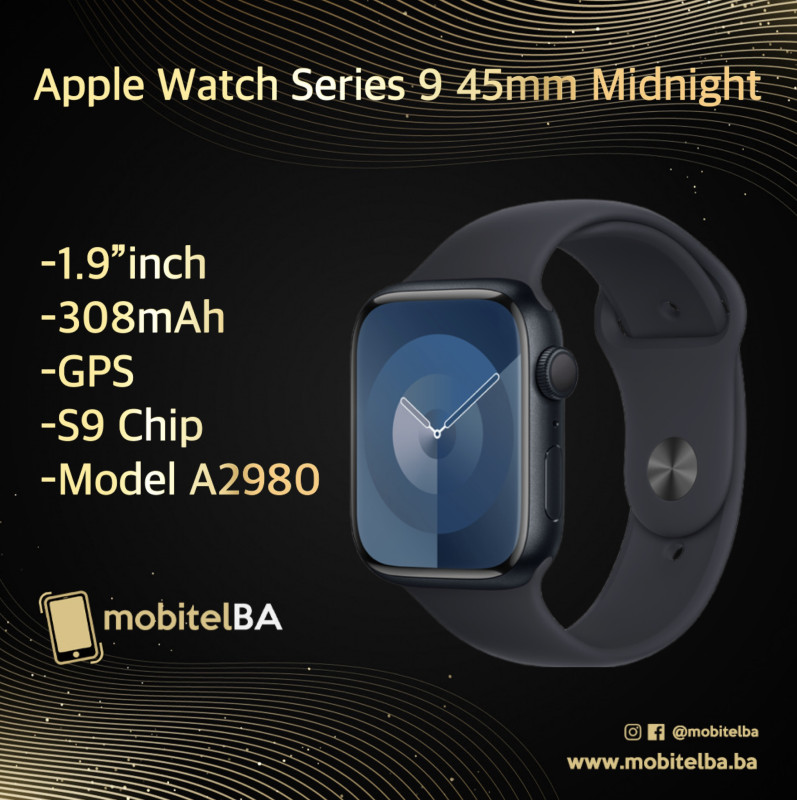 Apple Watch Series 9 45mm Midnight
-1.9”inch
-308mAh
-GPS
-S9 Chip
-Model A2980
mobitelBA
@mobitelba
www.mobitelba.ba